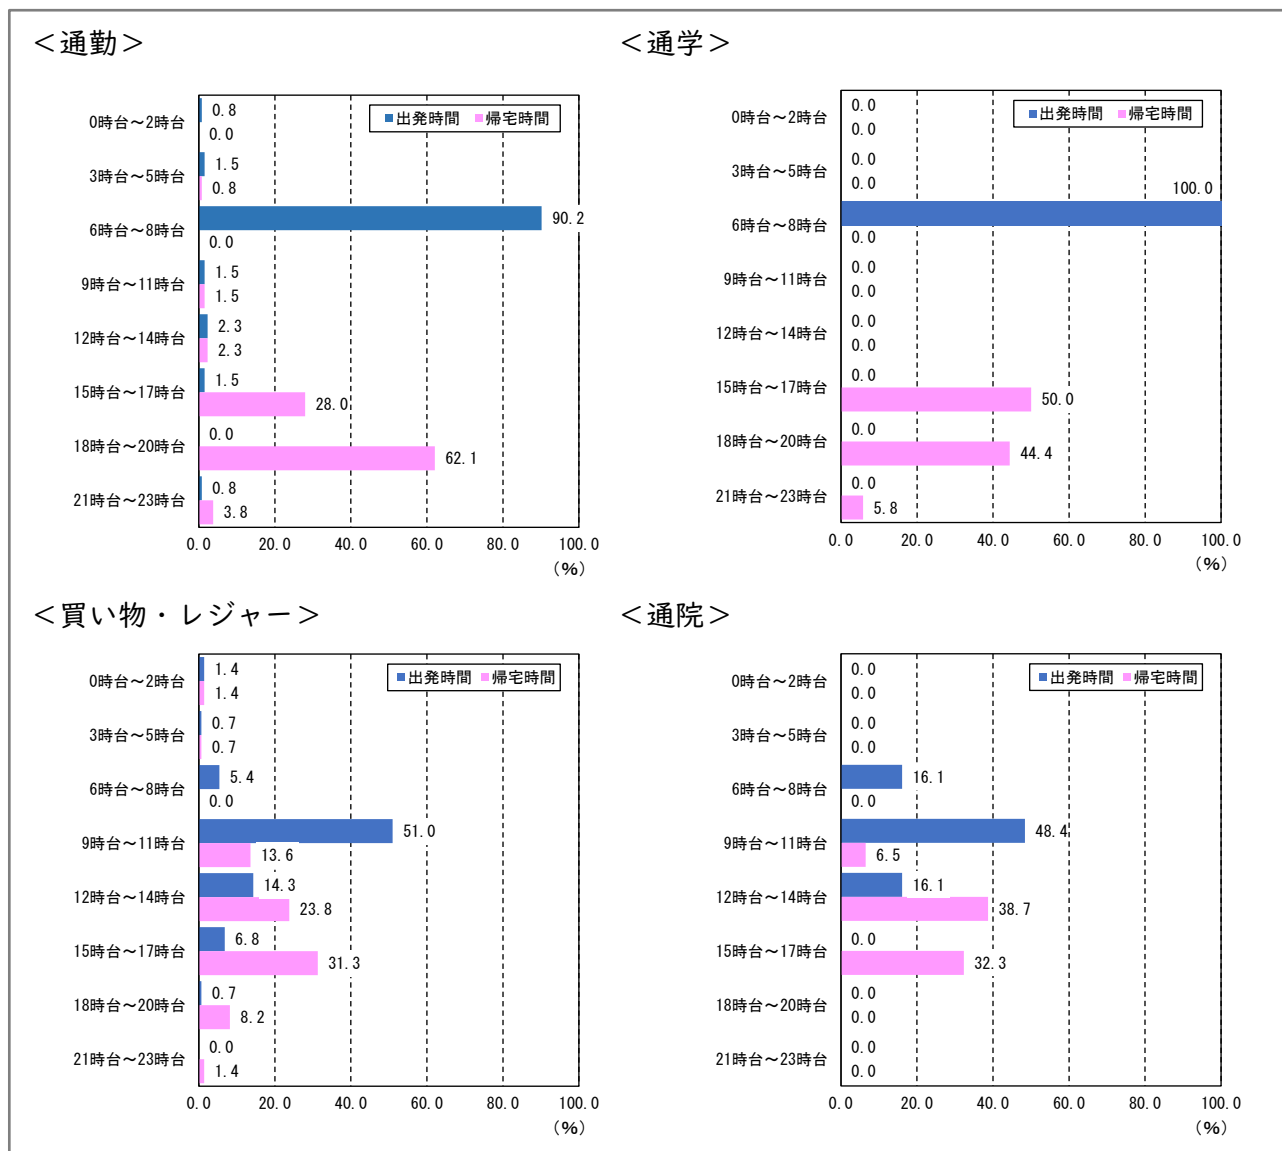 ＜通勤＞
出発時間 帰宅時間
0時台～2時台 0.8 0.0
3時台～5時台 1.5 0.8
6時台～8時台 90.2 0.0
9時台～11時台 1.5 1.5
12時台～14時台 2.3 2.3
15時台～17時台 1.5 28.0
18時台～20時台 0.0 62.1
21時台～23時台 0.8 3.8
0.0 20.0 40.0 60.0 80.0 100.0
（%）
＜通学＞
出発時間 帰宅時間
0時台～2時台 0.0 0.0
3時台～5時台 0.0 0.0
6時台～8時台 100.0 0.0
9時台～11時台 0.0 0.0
12時台～14時台 0.0 0.0
15時台～17時台 0.0 50.0
18時台～20時台 0.0 44.4
21時台～23時台 0.0 5.8
0.0 20.0 40.0 60.0 80.0 100.0
（%）
＜買い物・レジャー＞
出発時間 帰宅時間
0時台～2時台 1.4 1.4
3時台～5時台 0.7 0.7
6時台～8時台 5.4 0.0
9時台～11時台 51.0 13.6
12時台～14時台 14.3 23.8
15時台～17時台 6.8 31.3
18時台～20時台 0.7 8.2
21時台～23時台 0.0 1.4
0.0 20.0 40.0 60.0 80.0 100.0
（%）
＜通院＞
出発時間 帰宅時間
0時台～2時台 0.0 0.0
3時台～5時台 0.0 0.0
6時台～8時台 16.1 0.0
9時台～11時台 48.4 6.5
12時台～14時台 16.1 38.7
15時台～17時台 0.0 32.3
18時台～20時台 0.0 0.0
21時台～23時台 0.0 0.0
0.0 20.0 40.0 60.0 80.0 100.0
（%）